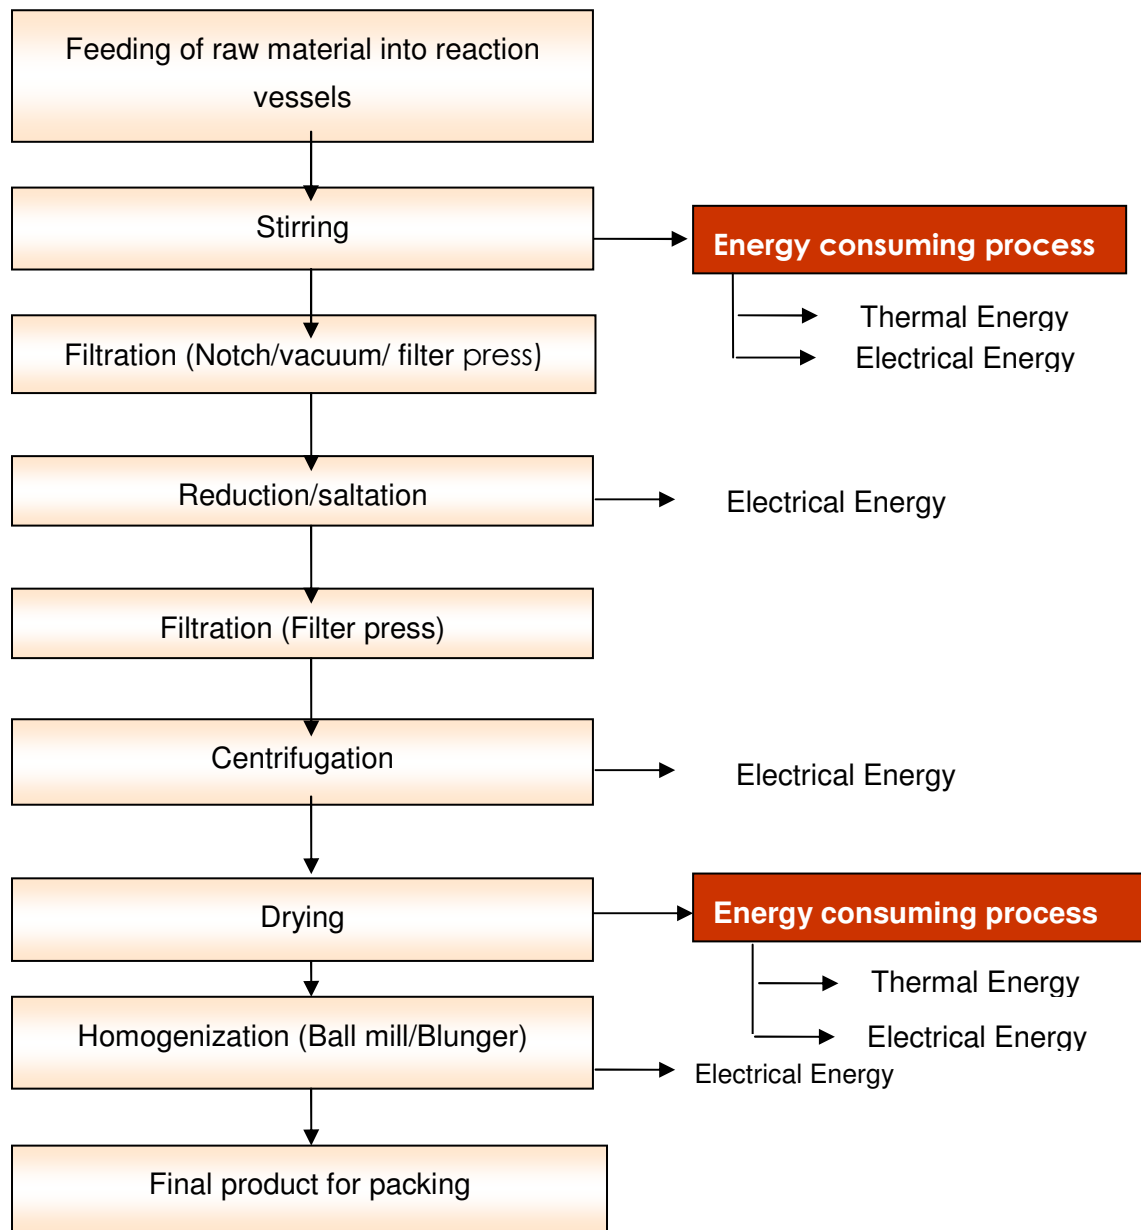 Feeding of raw material into reaction
vessels
Stirring
Energy consuming process
Thermal Energy
Electrical Energy
Filtration (Notch/vacuum/ filter press)
Reduction/saltation
Electrical Energy
Filtration (Filter press)
Centrifugation
Electrical Energy
Drying
Energy consuming process
Thermal Energy
Electrical Energy
Homogenization (Ball mill/Blunger)
Electrical Energy
Final product for packing